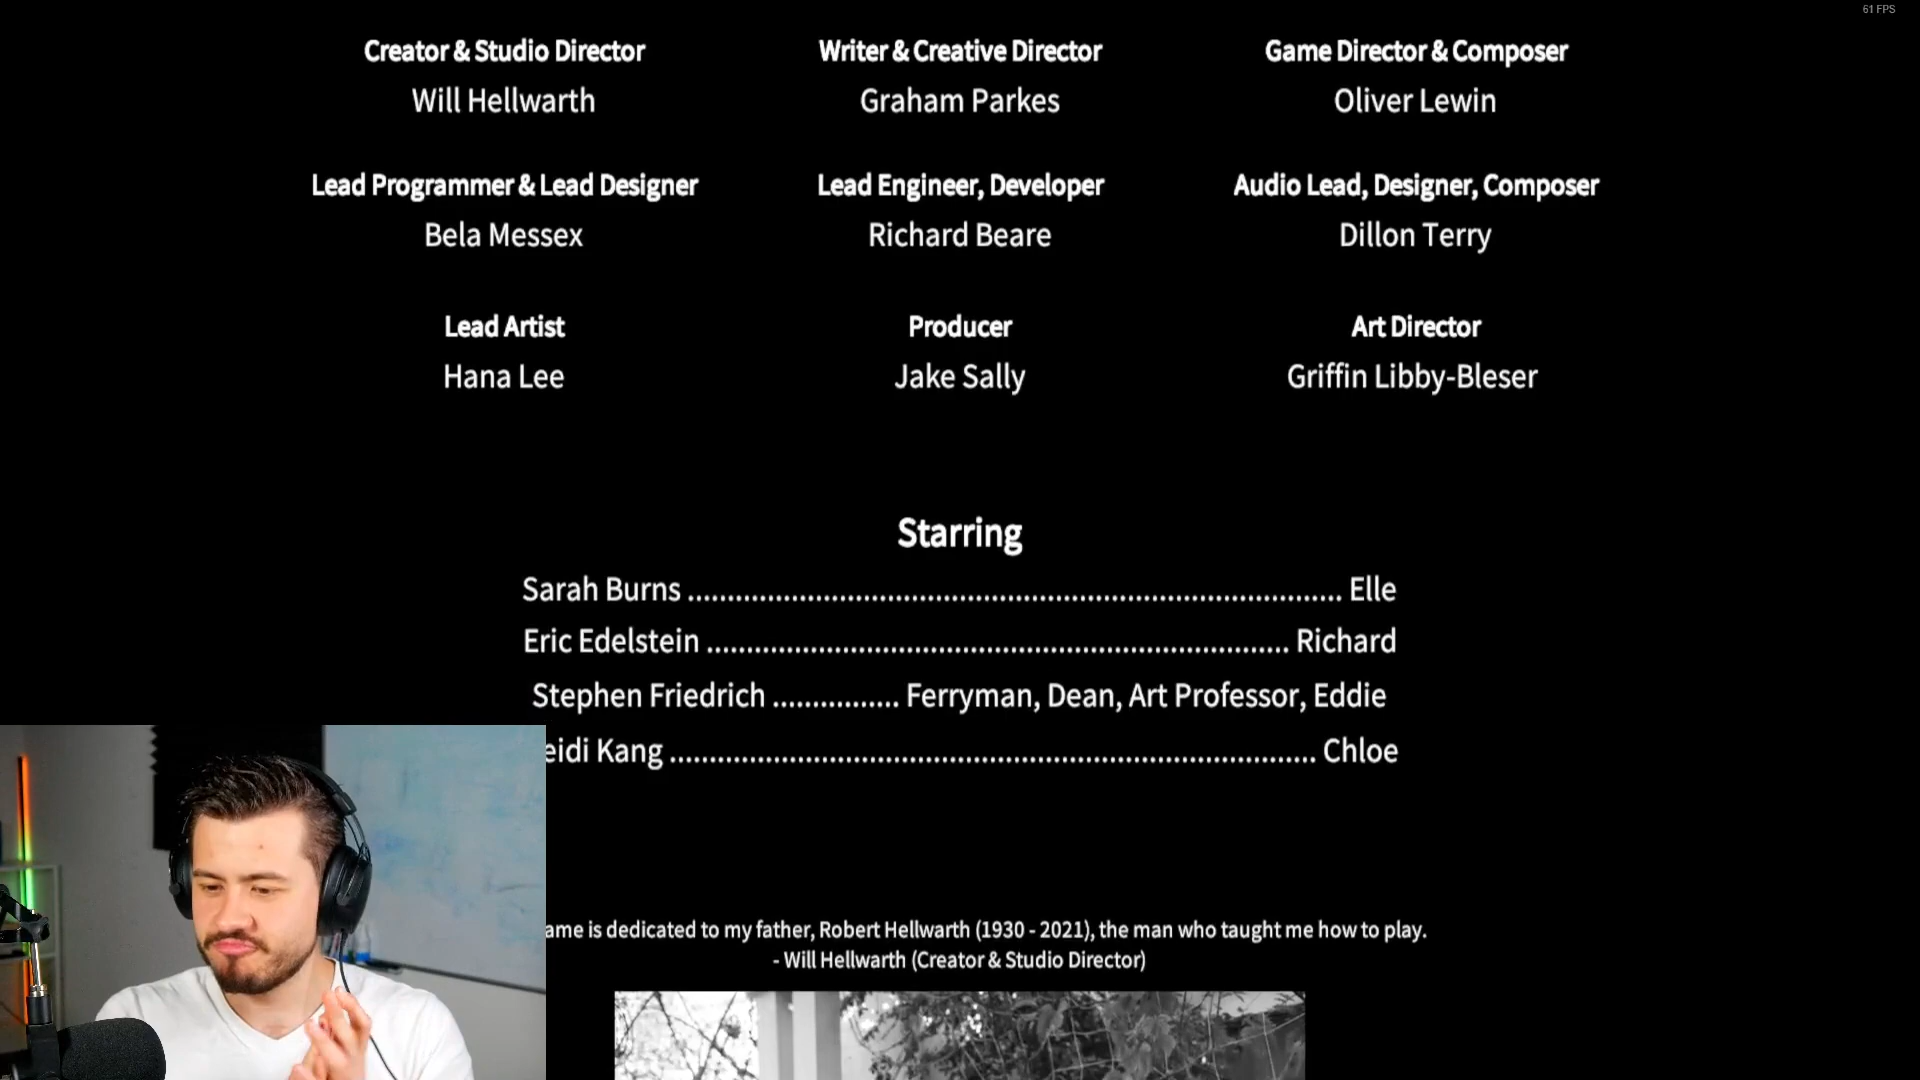 61 FPS
Creator & Studio Director
Will Hellwarth
Writer & Creative Director
Graham Parkes
Game Director & Composer
Oliver Lewin
Lead Programmer & Lead Designer
Bela Messex
Lead Engineer, Developer
Richard Beare
Audio Lead, Designer, Composer
Dillon Terry
Lead Artist
Hana Lee
Producer
Jake Sally
Art Director
Griffin Libby-Bleser
Starring
Sarah Burns .................................................................................. Elle
Eric Edelstein ......................................................................... Richard
Stephen Friedrich ................ Ferryman, Dean, Art Professor, Eddie
eidi Kang ................................................................................. Chloe
ame is dedicated to my father, Robert Hellwarth (1930 - 2021), the man who taught me how to play.
- Will Hellwarth (Creator & Studio Director)